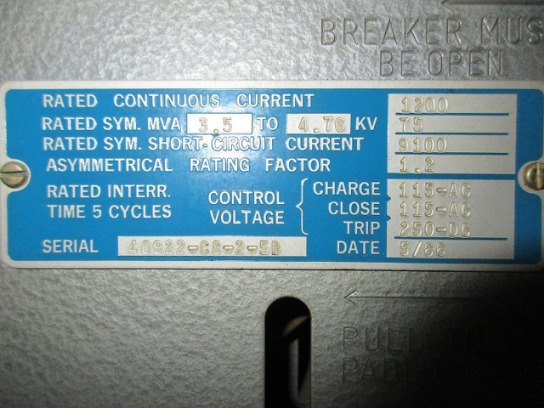 BREAKER MUS
BE OPEN
RATED CONTINUOUS CURRENT 1200
RATED SYM. MVA 3.5 TO 4.76 KV 75
RATED SYM. SHORT-CIRCUIT CURRENT 9100
ASYMMETRICAL RATING FACTOR 1.2
RATED INTERR. TIME 5 CYCLES
CONTROL VOLTAGE
CHARGE 115-AC
CLOSE 115-AC
TRIP 250-DC
SERIAL DATE
PULL TO